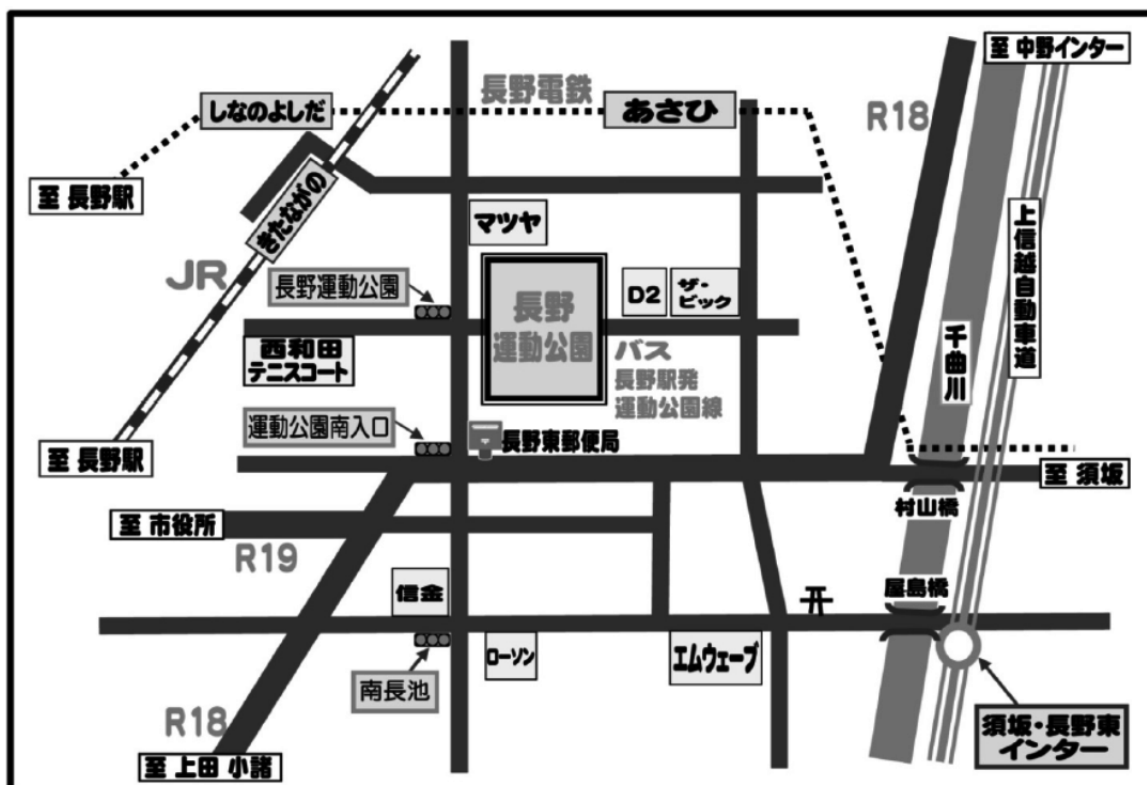 至 中野インター
長野電鉄
しなのよしだ
あさひ
R18
至 長野駅
きたながの
マツヤ
上信越自動車道
JR
長野運動公園
長野
運動公園
D2
ザ・
ビック
千曲川
西和田
テニスコート
バス
長野駅発
運動公園線
運動公園南入口
長野東郵便局
至 長野駅
至 須坂
村山橋
至 市役所
R19
屋島橋
信金
ローソン
エムウェーブ
南長池
R18
須坂・長野東
インター
至 上田 小諸